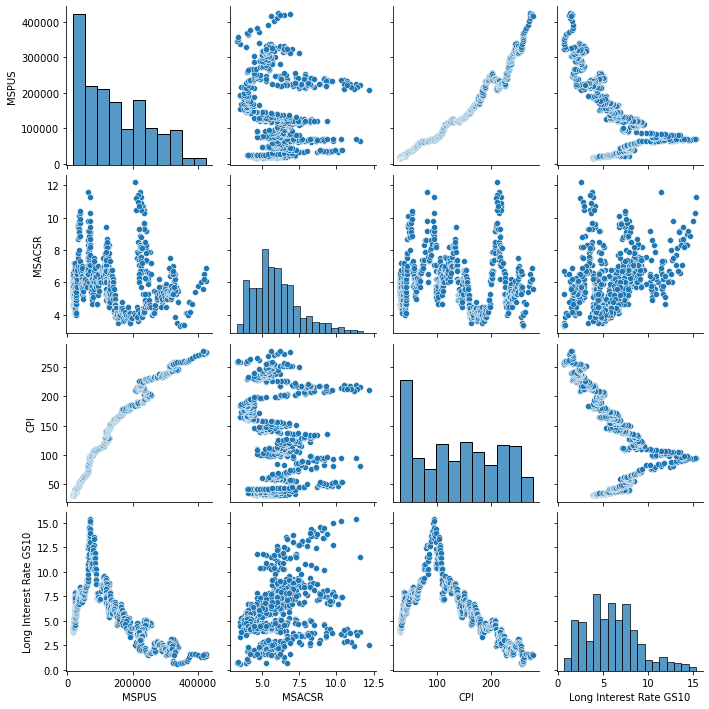 400000
300000
200000
100000
0
MSPUS
12
10
8
6
4
MSACSR
250
200
150
100
50
CPI
15.0
12.5
10.0
7.5
5.0
2.5
0.0
Long Interest Rate GS10
0 200000 400000
MSPUS
5.0 7.5 10.0 12.5
MSACSR
100 200
CPI
0 5 10 15
Long Interest Rate GS10